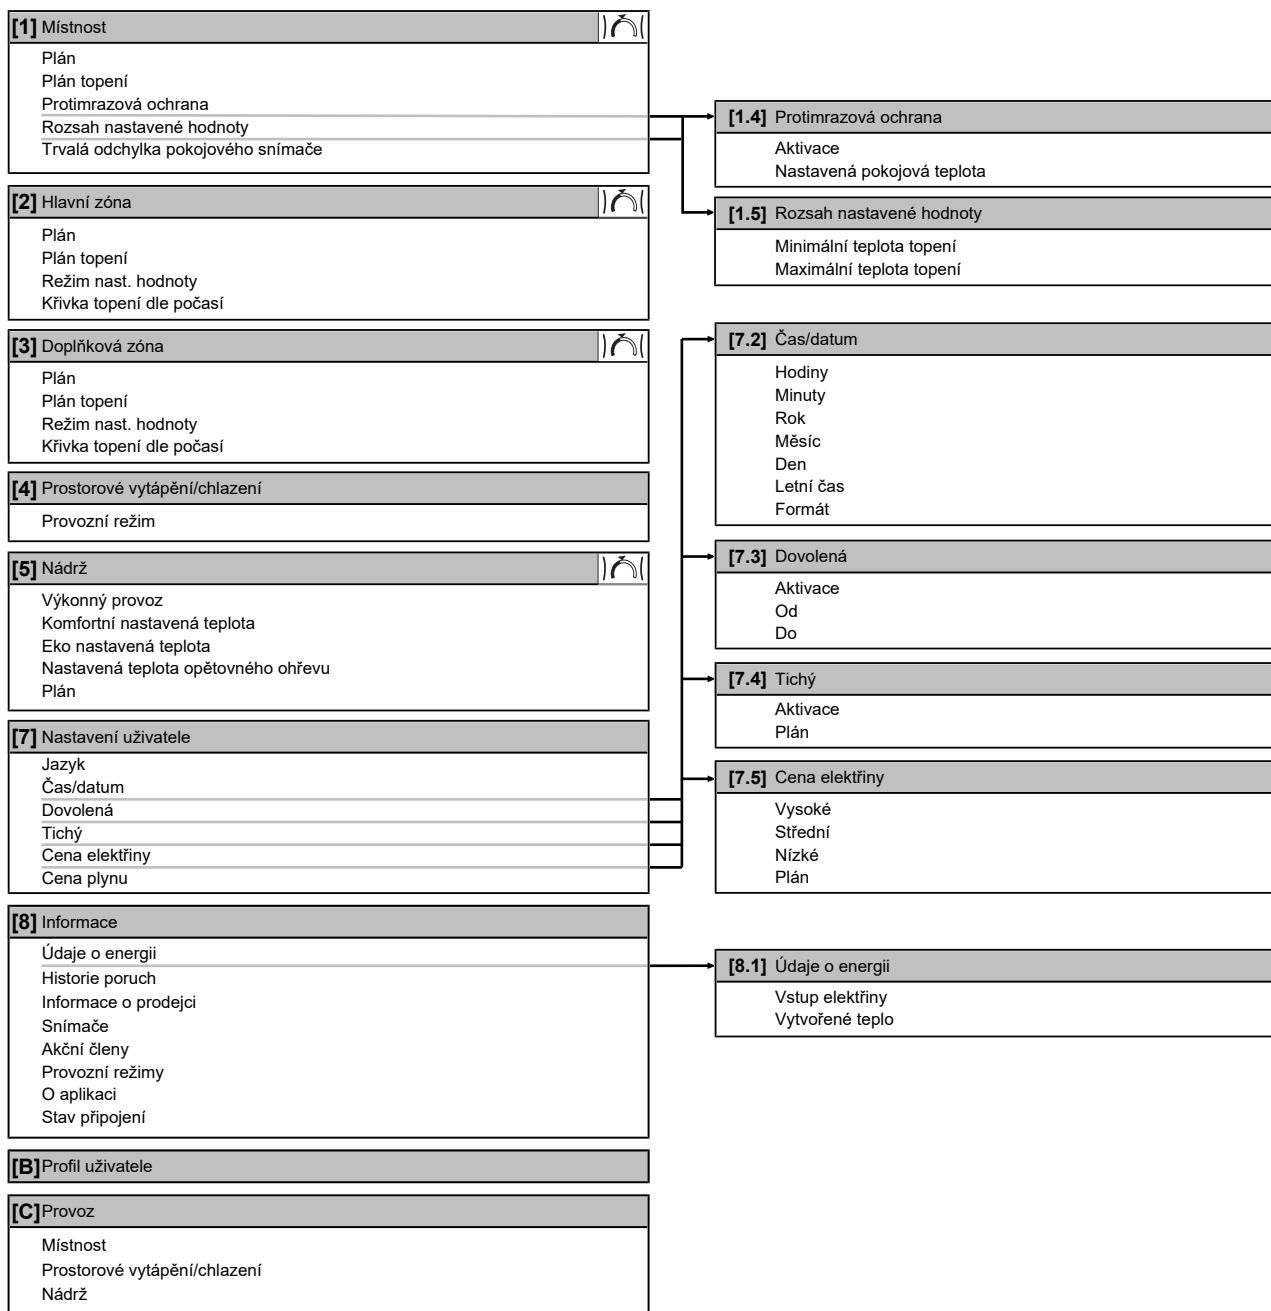 [1] Místnost
Plán
Plán topení
Protimrazová ochrana
Rozsah nastavené hodnoty
Trvalá odchylka pokojového snímače
[2] Hlavní zóna
Plán
Plán topení
Režim nast. hodnoty
Křivka topení dle počasí
[3] Doplňková zóna
Plán
Plán topení
Režim nast. hodnoty
Křivka topení dle počasí
[4] Prostorové vytápění/chlazení
Provozní režim
[5] Nádrž
Výkonný provoz
Komfortní nastavená teplota
Eko nastavená teplota
Nastavená teplota opětovného ohřevu
Plán
[7] Nastavení uživatele
Jazyk
Čas/datum
Dovolená
Tichý
Cena elektřiny
Cena plynu
[8] Informace
Údaje o energii
Historie poruch
Informace o prodejci
Snímače
Akční členy
Provozní režimy
O aplikaci
Stav připojení
[B] Profil uživatele
[C] Provoz
Místnost
Prostorové vytápění/chlazení
Nádrž
[1.4] Protimrazová ochrana
Aktivace
Nastavená pokojová teplota
[1.5] Rozsah nastavené hodnoty
Minimální teplota topení
Maximální teplota topení
[7.2] Čas/datum
Hodiny
Minuty
Rok
Měsíc
Den
Letní čas
Formát
[7.3] Dovolená
Aktivace
Od
Do
[7.4] Tichý
Aktivace
Plán
[7.5] Cena elektřiny
Vysoké
Střední
Nízké
Plán
[8.1] Údaje o energii
Vstup elektřiny
Vytvořené teplo